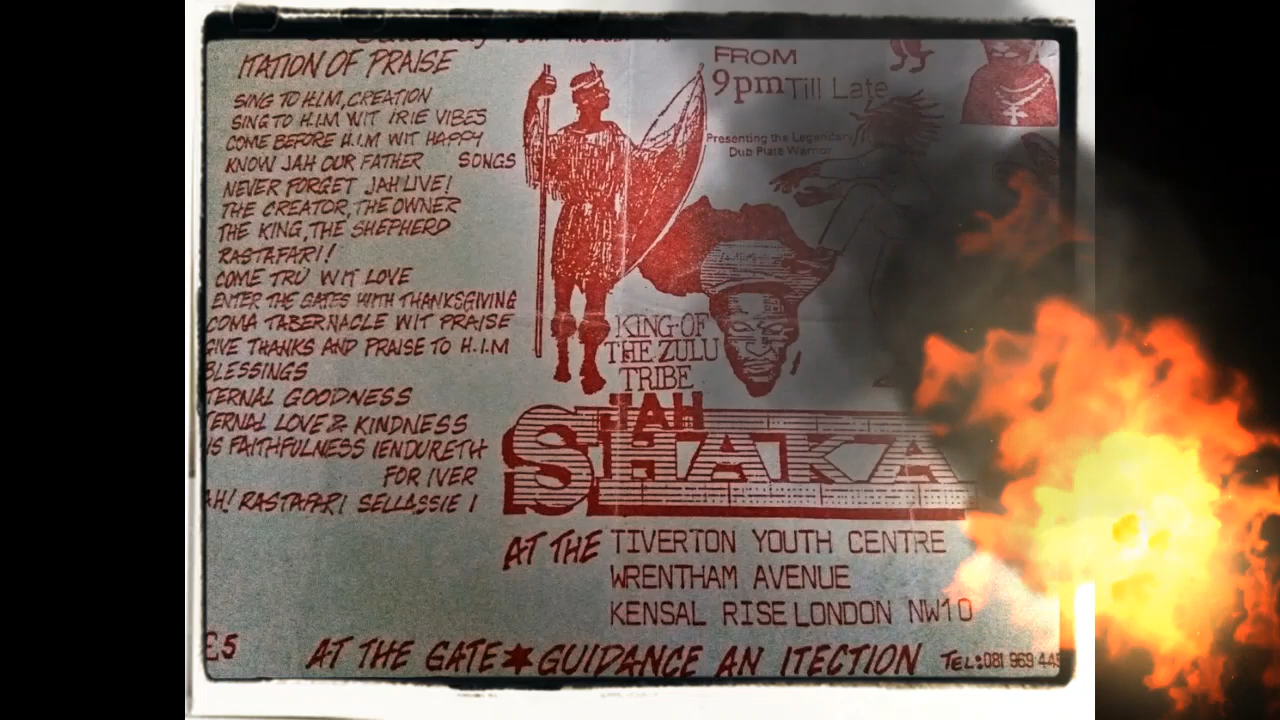 ITATION OF PRAISE
SING TO H.I.M, CREATION
SING TO H.I.M WIT IRIE VIBES
COME BEFORE H.I.M WIT HAPPY
SONGS
KNOW JAH OUR FATHER
NEVER FORGET JAH LIVE!
THE CREATOR, THE OWNER
THE KING, THE SHEPHERD
RASTAFARI!
COME TRU WIT LOVE
ENTER THE GATES WITH THANKSGIVING
COMA TABERNACLE WIT PRAISE
GIVE THANKS AND PRAISE TO H.I.M
BLESSINGS
TERNAL GOODNESS
TERNAL LOVE & KINDNESS
IS FAITHFULNESS IENDURETH
FOR IVER
AH! RASTAFARI SELLASSIE I
FROM
9pm Till Late
Presenting the Legendary
Dub Plate Warrior
KING OF
THE ZULU
TRIBE
JAH
SHAKA
AT THE TIVERTON YOUTH CENTRE
WRENTHAM AVENUE
KENSAL RISE LONDON NW10
£5 AT THE GATE * GUIDANCE AN ITECTION TEL: 081 969 445